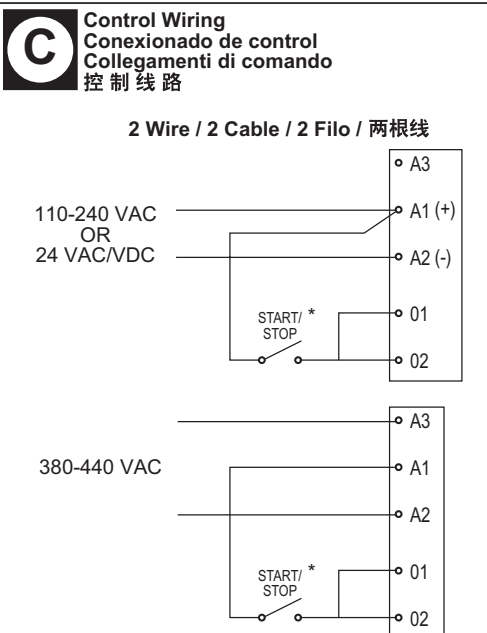 C
Control Wiring
Conexionado de control
Collegamenti di comando
控制线路
2 Wire / 2 Cable / 2 Filo / 两根线
A3
110-240 VAC
OR
24 VAC/VDC
A1 (+)
A2 (-)
START/ *
STOP
01
02
A3
380-440 VAC
A1
A2
START/ *
STOP
01
02